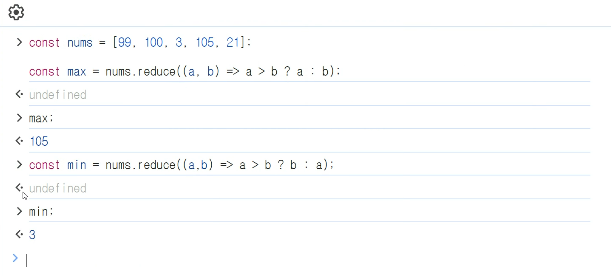 > const nums = [99, 100, 3, 105, 21];
const max = nums.reduce((a, b) => a > b ? a : b);
<· undefined
> max;
<· 105
> const min = nums.reduce((a,b) => a > b ? b : a);
<· undefined
> min;
<· 3
>